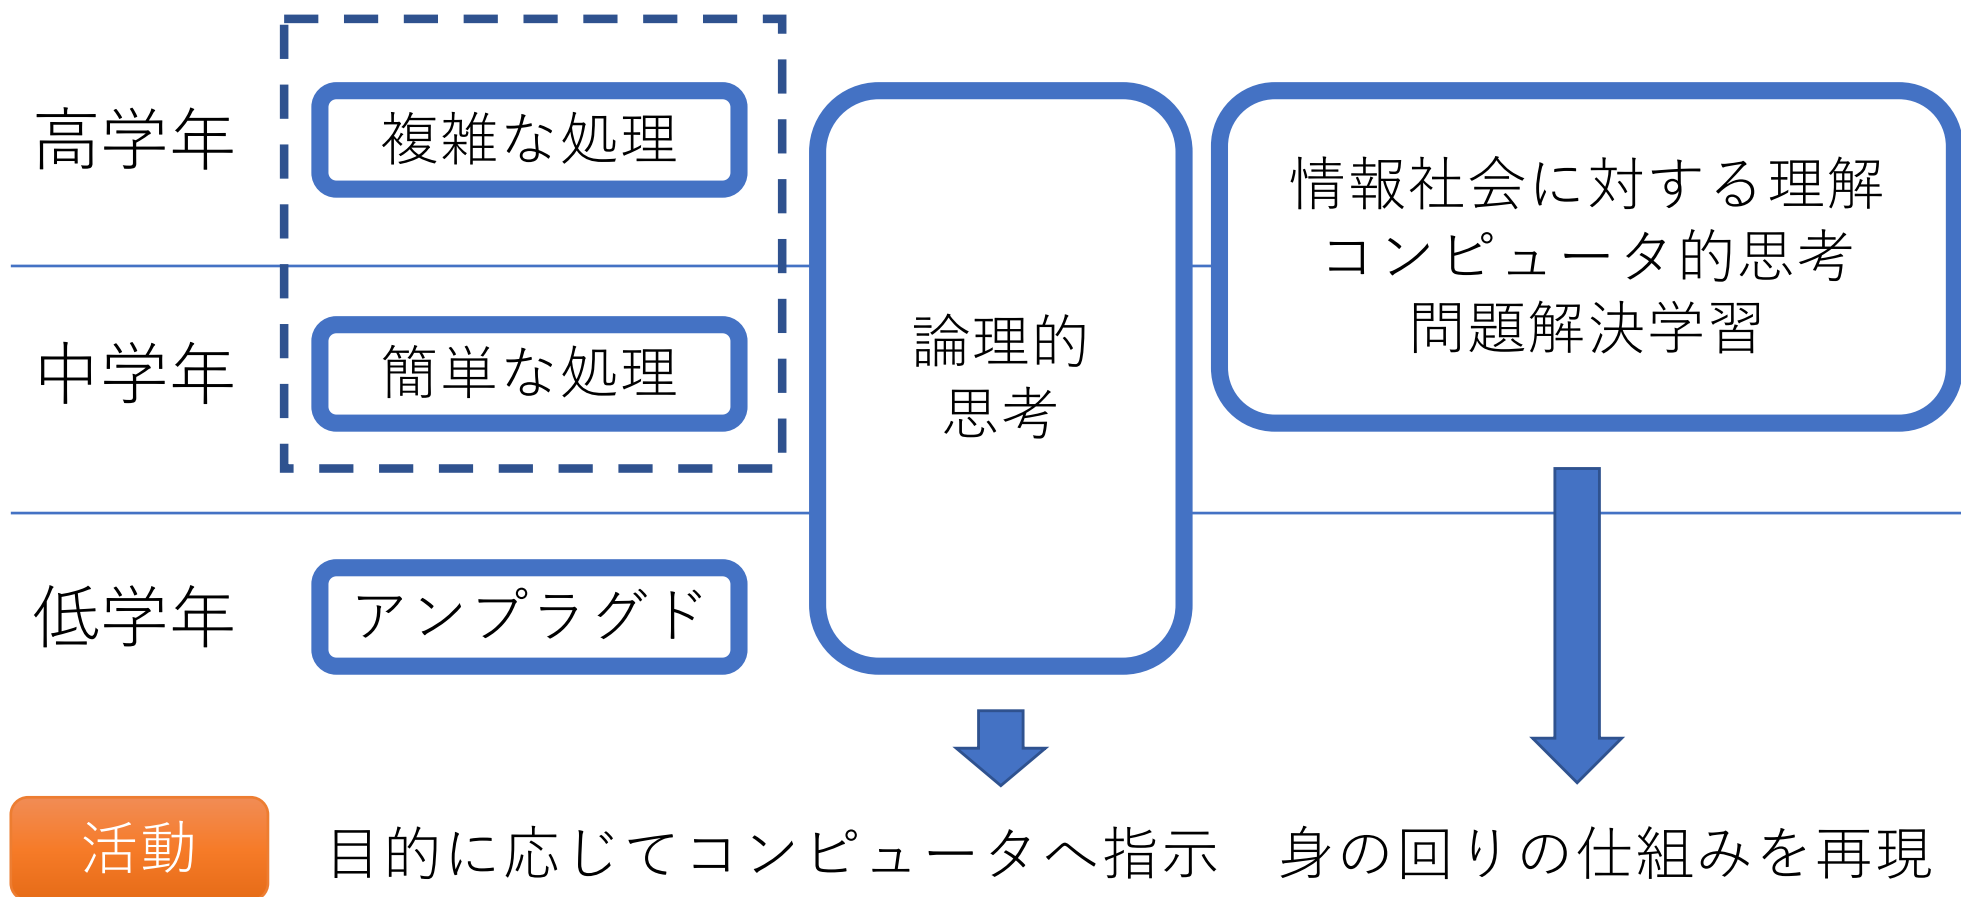 高学年
複雑な処理
中学年
簡単な処理
低学年
アンプラグド
論理的
思考
情報社会に対する理解
コンピュータ的思考
問題解決学習
活動
目的に応じてコンピュータへ指示
身の回りの仕組みを再現